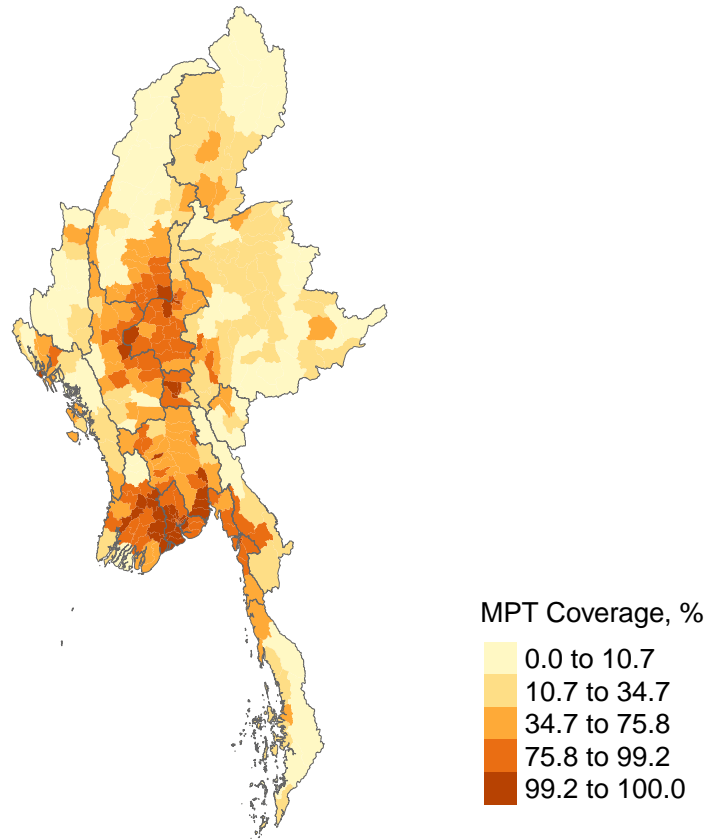 MPT Coverage, %
0.0 to 10.7
10.7 to 34.7
34.7 to 75.8
75.8 to 99.2
99.2 to 100.0